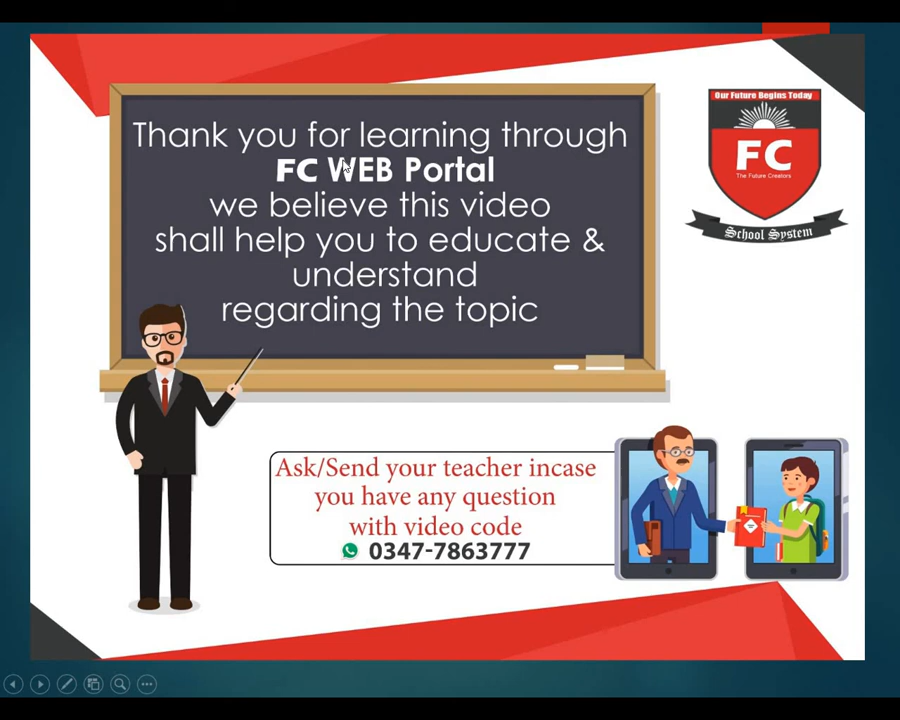 Thank you for learning through
FC WEB Portal
we believe this video
shall help you to educate &
understand
regarding the topic
Our Future Begins Today
FC
The Future Creators
School System
Ask/Send your teacher incase
you have any question
with video code
0347-7863777